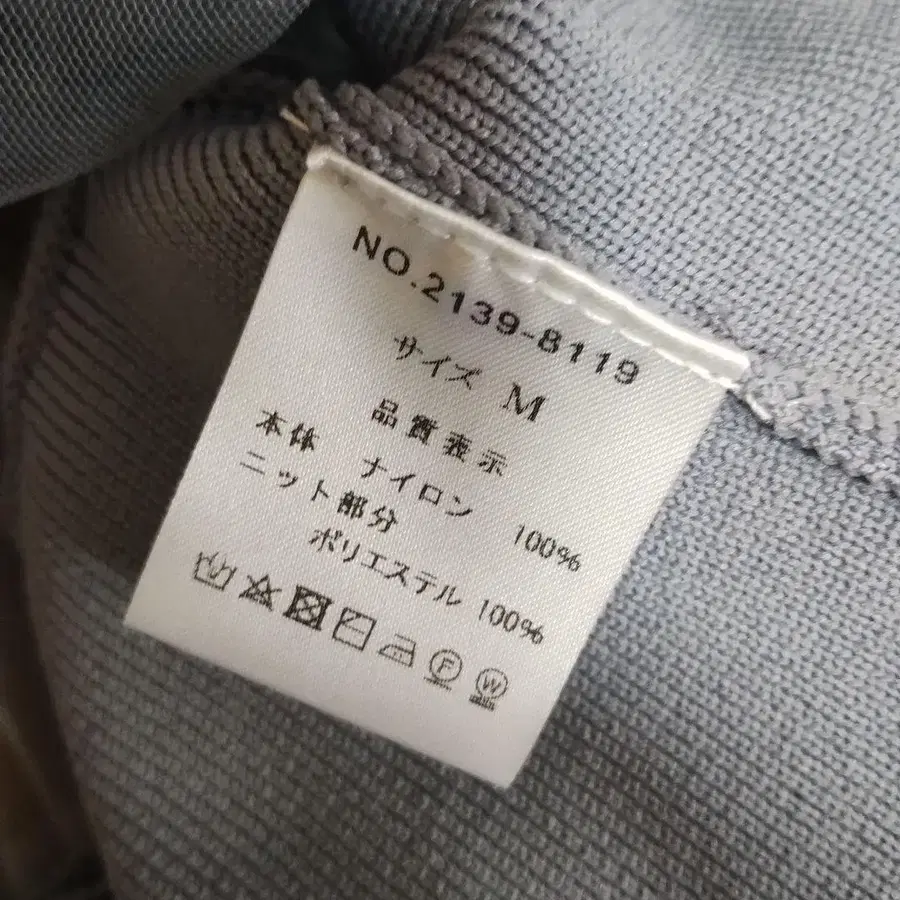 NO.2139-8119
サイズ M
品質表示
本体 ナイロン 100%
ニット部分
ポリエステル 100%
F
W